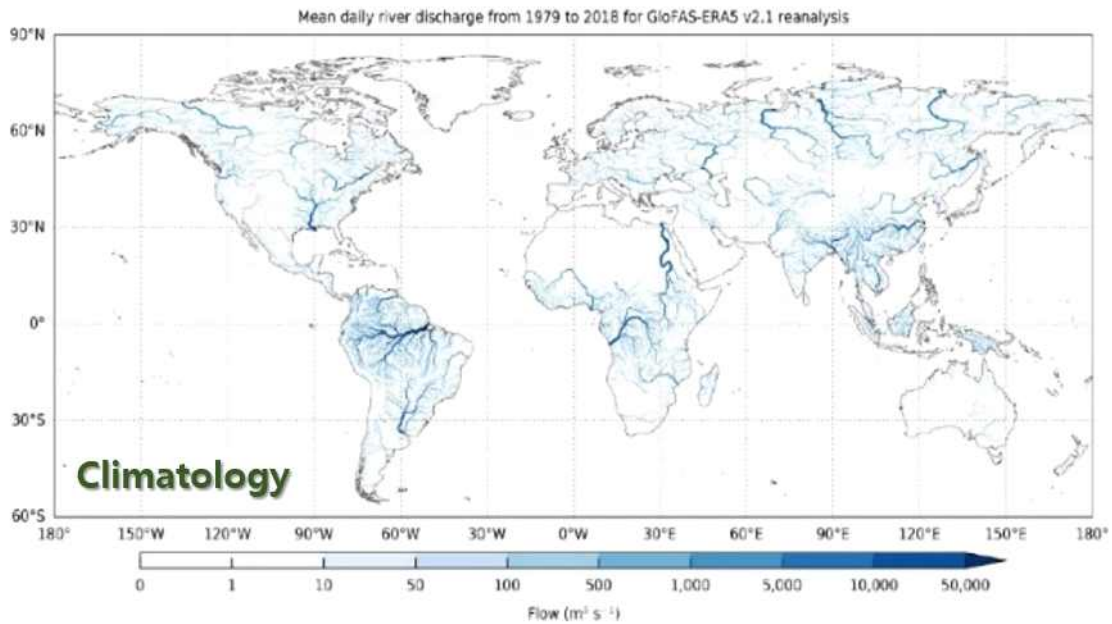 Mean daily river discharge from 1979 to 2018 for GloFAS-ERA5 v2.1 reanalysis
90°N
60°N
30°N
0°
30°S
60°S
Climatology
180° 150°W 120°W 90°W 60°W 30°W 0°W 30°E 60°E 90°E 120°E 150°E 180°
0 1 10 50 100 500 1,000 5,000 10,000 50,000
Flow (m³ s⁻¹)